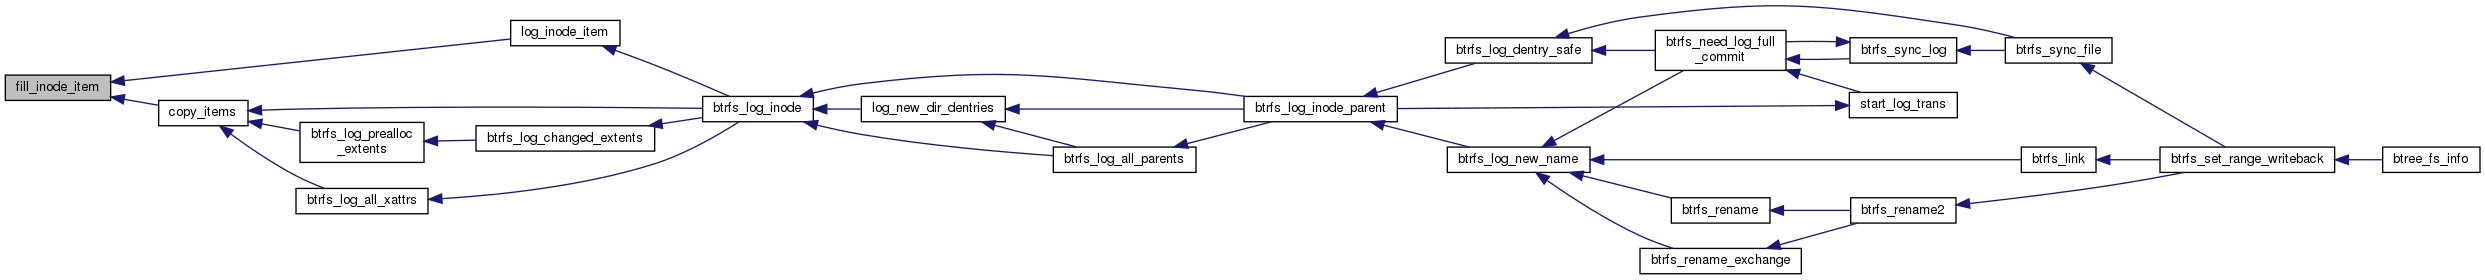 fill_inode_item
log_inode_item
copy_items
btrfs_log_prealloc
_extents
btrfs_log_all_xattrs
btrfs_log_changed_extents
btrfs_log_inode
log_new_dir_dentries
btrfs_log_all_parents
btrfs_log_inode_parent
btrfs_log_dentry_safe
btrfs_log_new_name
btrfs_need_log_full
_commit
btrfs_rename
btrfs_rename_exchange
btrfs_sync_log
start_log_trans
btrfs_rename2
btrfs_sync_file
btrfs_link
btrfs_set_range_writeback
btree_fs_info